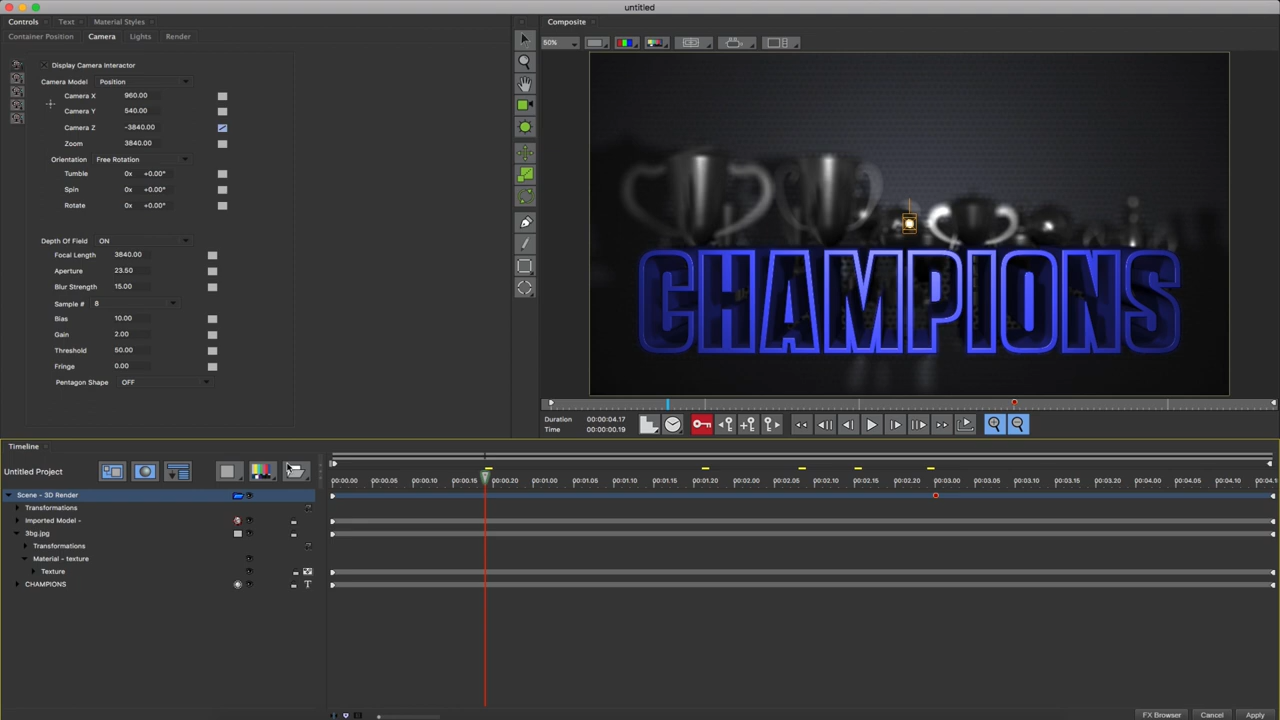 untitled
Controls Text Material Styles
Composite
Container Position Camera Lights Render
50%
Display Camera Interactor
Camera Model Position
Camera X 960.00
Camera Y 540.00
Camera Z -3840.00
Zoom 3840.00
Orientation Free Rotation
Tumble 0x +0.00°
Spin 0x +0.00°
Rotate 0x +0.00°
Depth Of Field ON
Focal Length 3840.00
Aperture 23.50
Blur Strength 15.00
Sample # 8
Bias 10.00
Gain 2.00
Threshold 50.00
Fringe 0.00
Pentagon Shape OFF
CHAMPIONS
Duration 00:00:04.17
Time 00:00:00.19
Timeline
Untitled Project
00:00:00.00 00:00.05 00:00.10 00:00.15 00:00.20 00:01.00 00:01.05 00:01.10 00:01.15 00:01.20 00:02.00 00:02.05 00:02.10 00:02.15 00:02.20 00:03.00 00:03.05 00:03.10 00:03.15 00:03.20 00:04.00 00:04.05 00:04.10 00:04.1
Scene - 3D Render
Transformations
Imported Model -
3bg.jpg
Transformations
Material - texture
Texture
CHAMPIONS T
FX Browser Cancel Apply